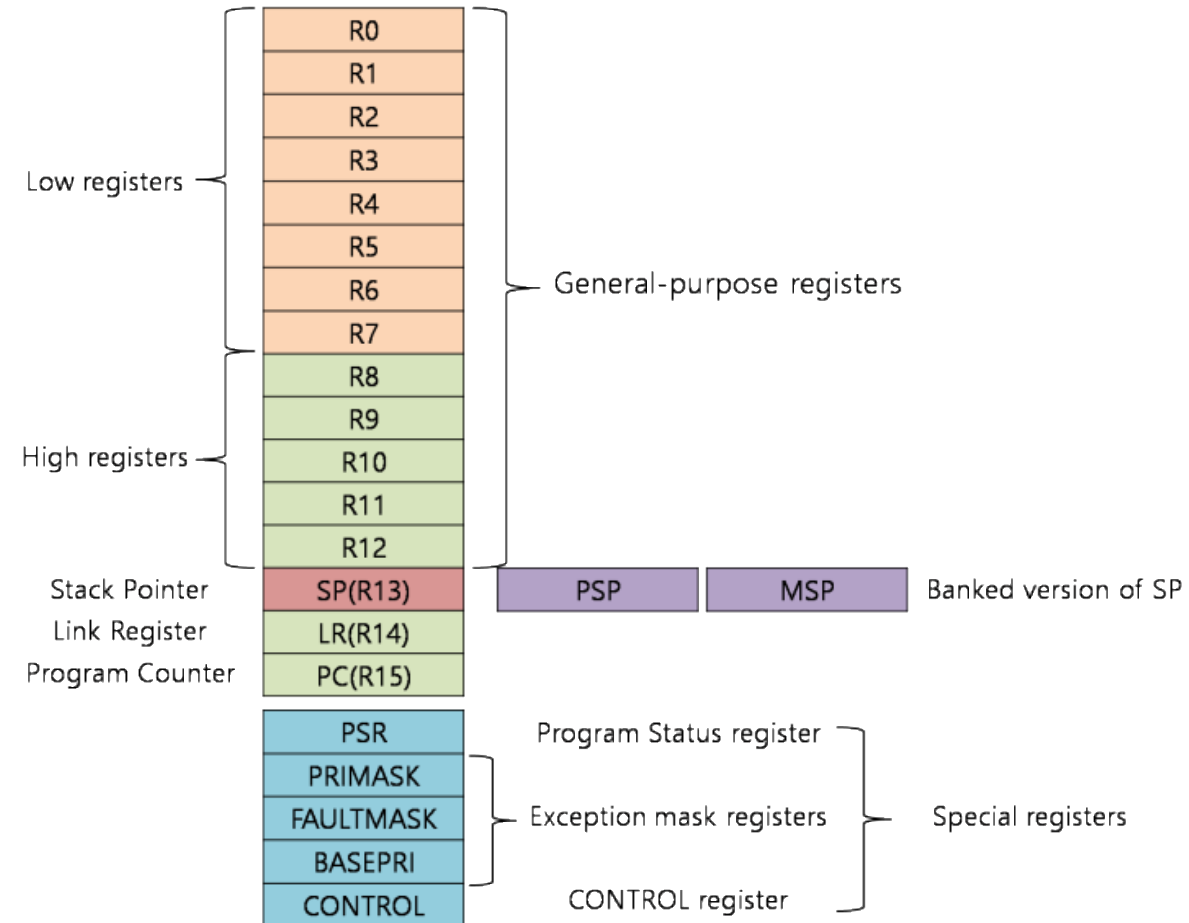 R0
R1
R2
R3
Low registers
R4
R5
General-purpose registers
R6
R7
R8
R9
High registers
R10
R11
R12
Stack Pointer SP(R13) PSP MSP Banked version of SP
Link Register LR(R14)
Program Counter PC(R15)
PSR Program Status register
PRIMASK
FAULTMASK Exception mask registers Special registers
BASEPRI
CONTROL CONTROL register